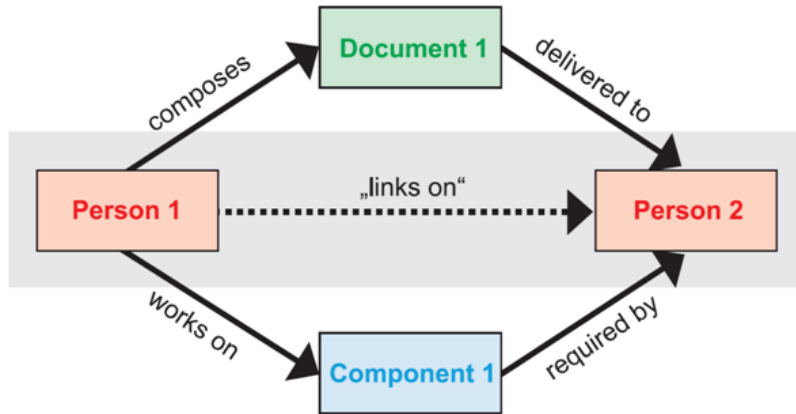 Document 1
composes
delivered to
Person 1
„links on“
Person 2
works on
required by
Component 1